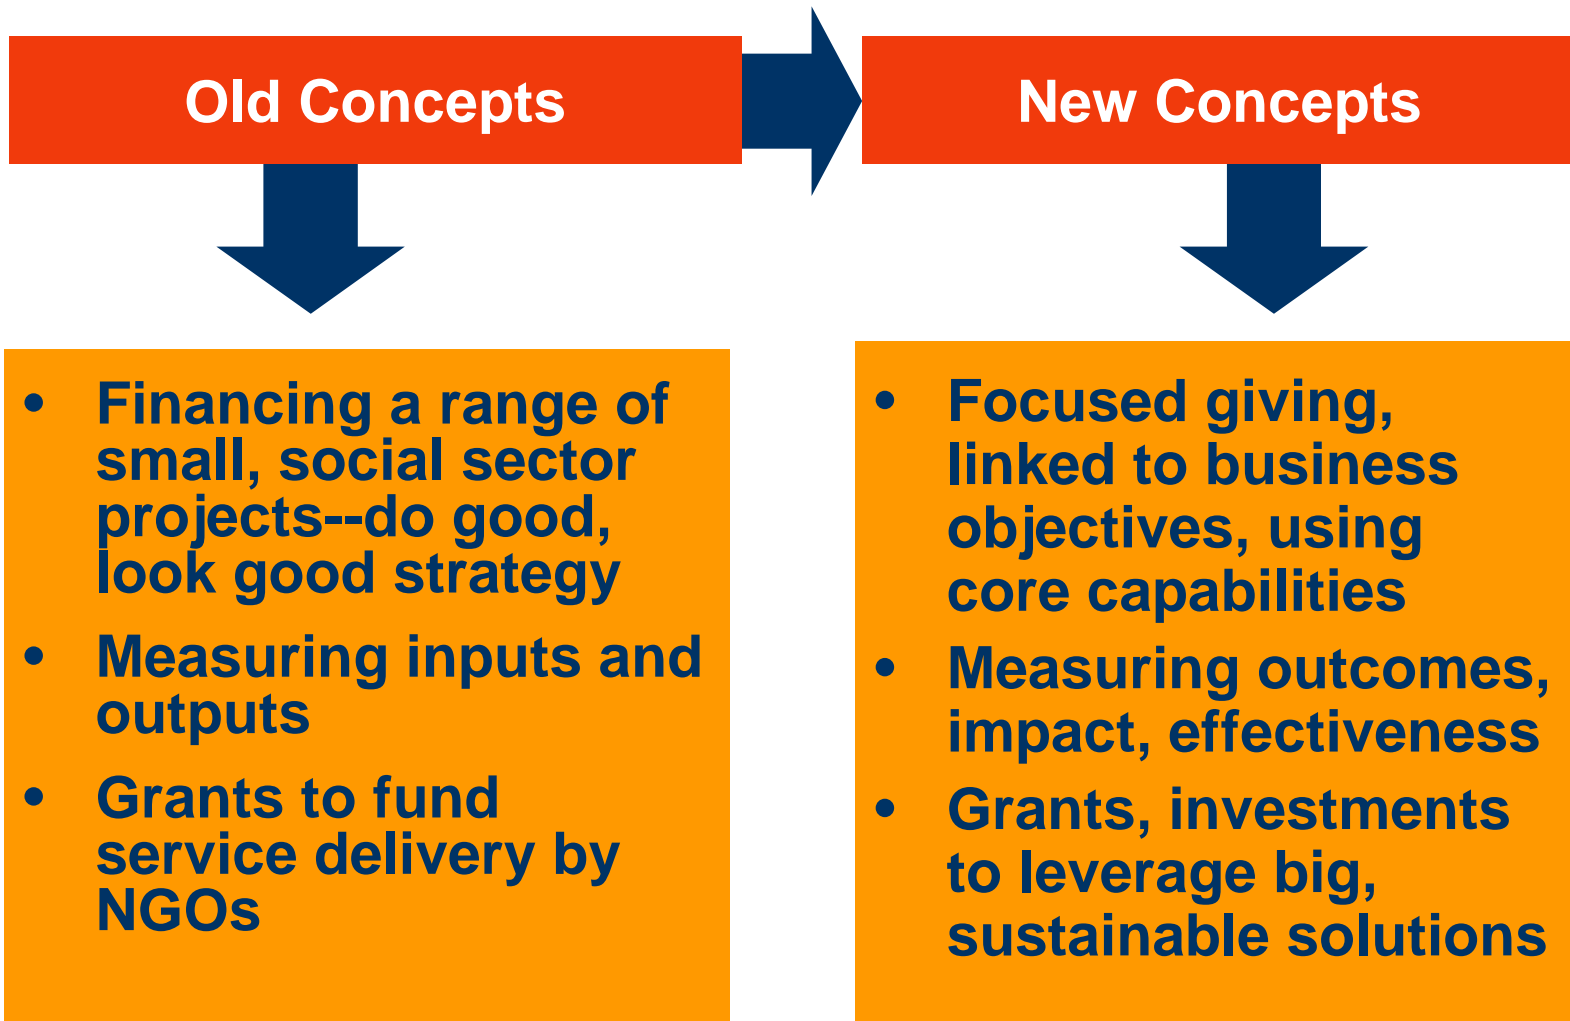 Old Concepts
New Concepts
• Financing a range of
small, social sector
projects--do good,
look good strategy
• Measuring inputs and
outputs
• Grants to fund
service delivery by
NGOs
• Focused giving,
linked to business
objectives, using
core capabilities
• Measuring outcomes,
impact, effectiveness
• Grants, investments
to leverage big,
sustainable solutions